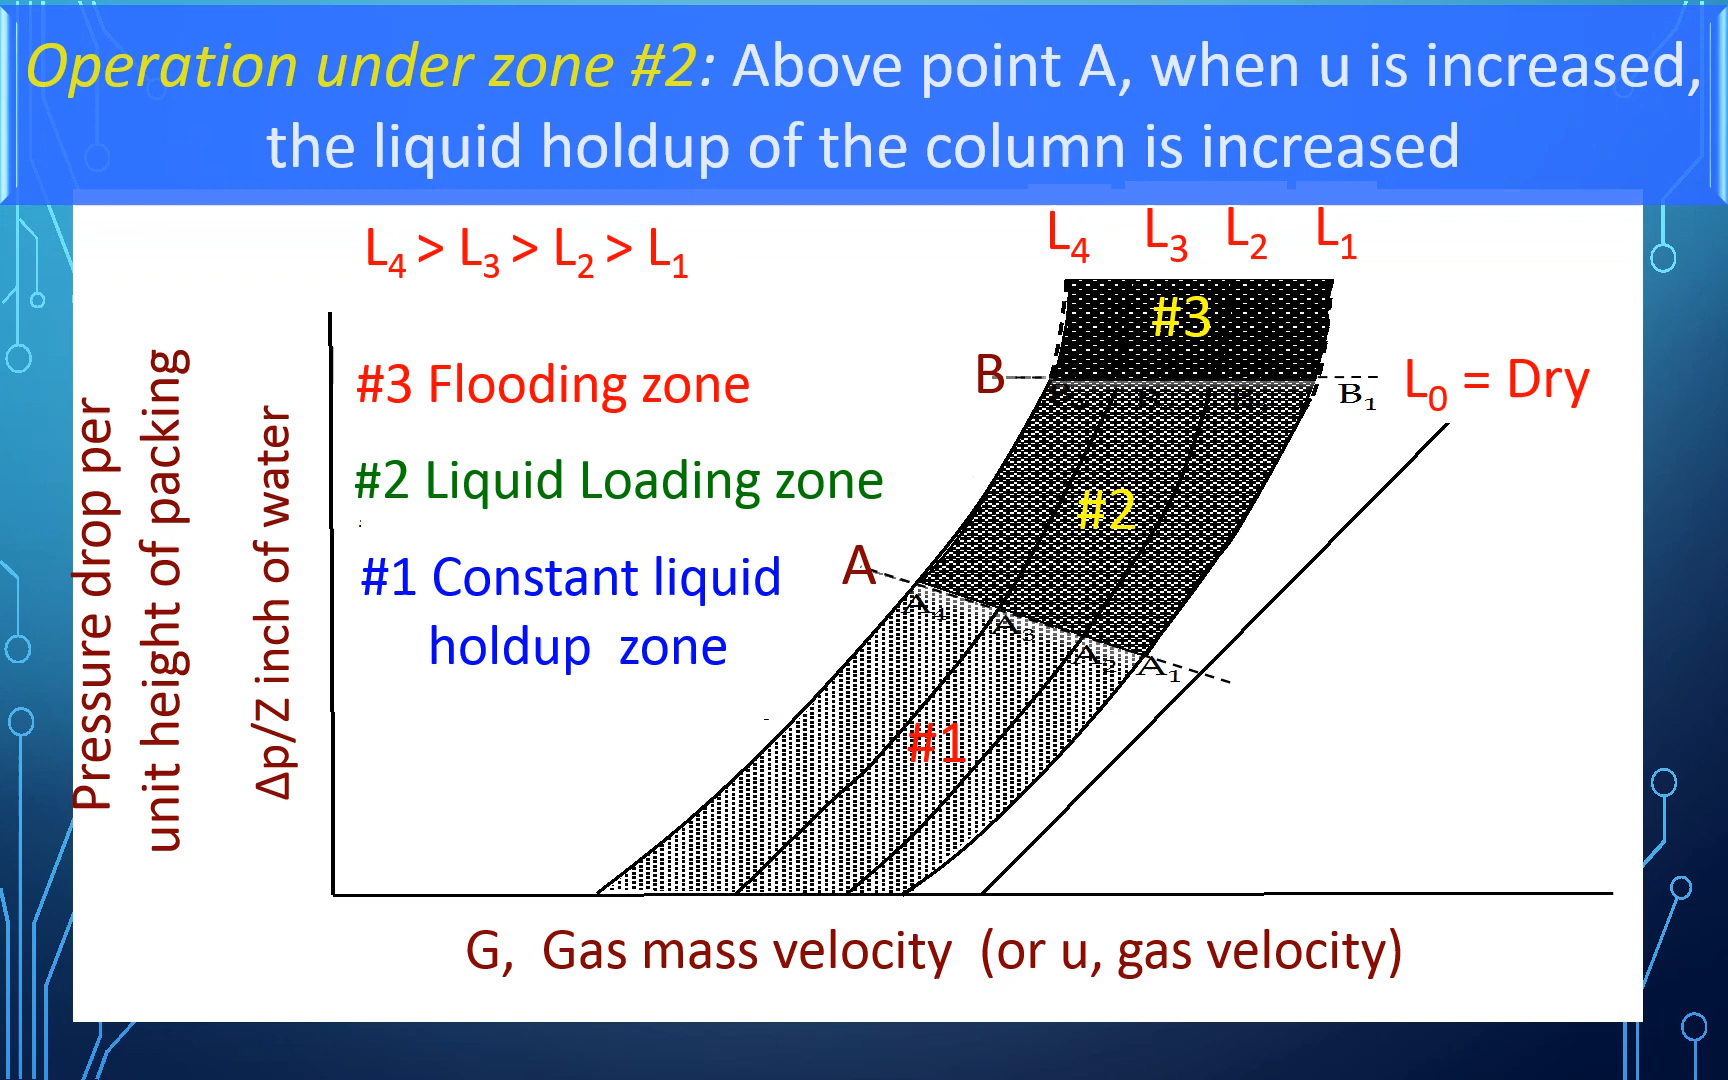 Operation under zone #2: Above point A, when u is increased,
the liquid holdup of the column is increased
L4 > L3 > L2 > L1
L4 L3 L2 L1
#3
#3 Flooding zone
B
B1
L0 = Dry
#2 Liquid Loading zone
#2
A
#1 Constant liquid
holdup zone
A4
A3
A2
A1
#1
Pressure drop per
unit height of packing
Δp/Z inch of water
G, Gas mass velocity (or u, gas velocity)